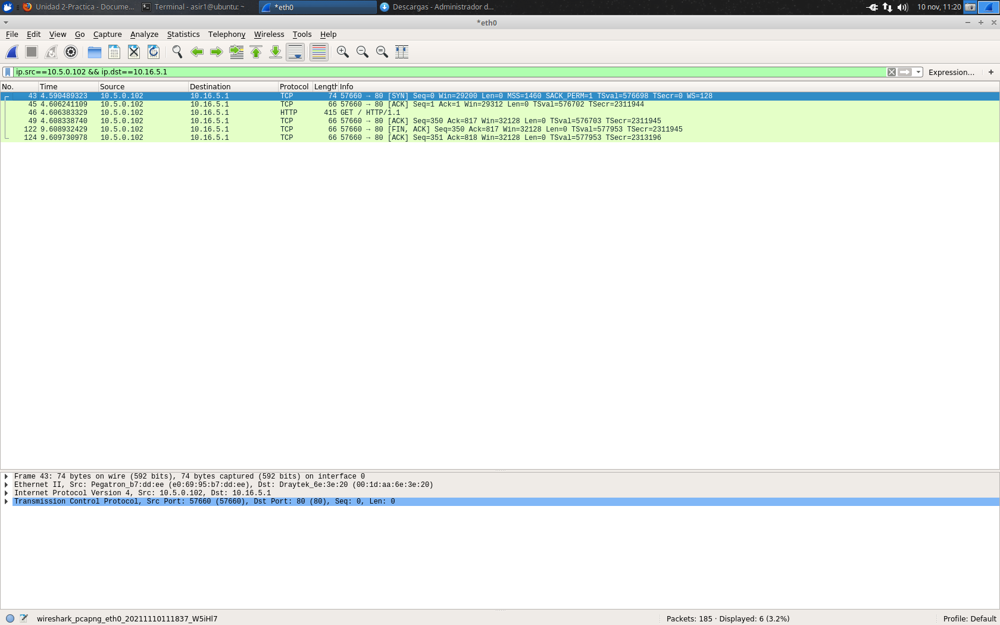 Unidad 2-Practica - Docume... Terminal - asir1@ubuntu: ~ *eth0 Descargas - Administrador d... 10 nov, 11:20
*eth0
File Edit View Go Capture Analyze Statistics Telephony Wireless Tools Help
ip.src==10.5.0.102 && ip.dst==10.16.5.1 Expression... +
No. Time Source Destination Protocol Length Info
43 4.590489323 10.5.0.102 10.16.5.1 TCP 74 57660 → 80 [SYN] Seq=0 Win=29200 Len=0 MSS=1460 SACK_PERM=1 TSval=576698 TSecr=0 WS=128
45 4.606241109 10.5.0.102 10.16.5.1 TCP 66 57660 → 80 [ACK] Seq=1 Ack=1 Win=29312 Len=0 TSval=576702 TSecr=2311944
46 4.606383329 10.5.0.102 10.16.5.1 HTTP 415 GET / HTTP/1.1
49 4.608338740 10.5.0.102 10.16.5.1 TCP 66 57660 → 80 [ACK] Seq=350 Ack=817 Win=32128 Len=0 TSval=576703 TSecr=2311945
122 9.608932429 10.5.0.102 10.16.5.1 TCP 66 57660 → 80 [FIN, ACK] Seq=350 Ack=817 Win=32128 Len=0 TSval=577953 TSecr=2311945
124 9.609730978 10.5.0.102 10.16.5.1 TCP 66 57660 → 80 [ACK] Seq=351 Ack=818 Win=32128 Len=0 TSval=577953 TSecr=2313196
Frame 43: 74 bytes on wire (592 bits), 74 bytes captured (592 bits) on interface 0
Ethernet II, Src: Pegatron_b7:dd:ee (e0:69:95:b7:dd:ee), Dst: Draytek_6e:3e:20 (00:1d:aa:6e:3e:20)
Internet Protocol Version 4, Src: 10.5.0.102, Dst: 10.16.5.1
Transmission Control Protocol, Src Port: 57660 (57660), Dst Port: 80 (80), Seq: 0, Len: 0
wireshark_pcapng_eth0_20211110111837_W5iHl7 Packets: 185 · Displayed: 6 (3.2%) Profile: Default